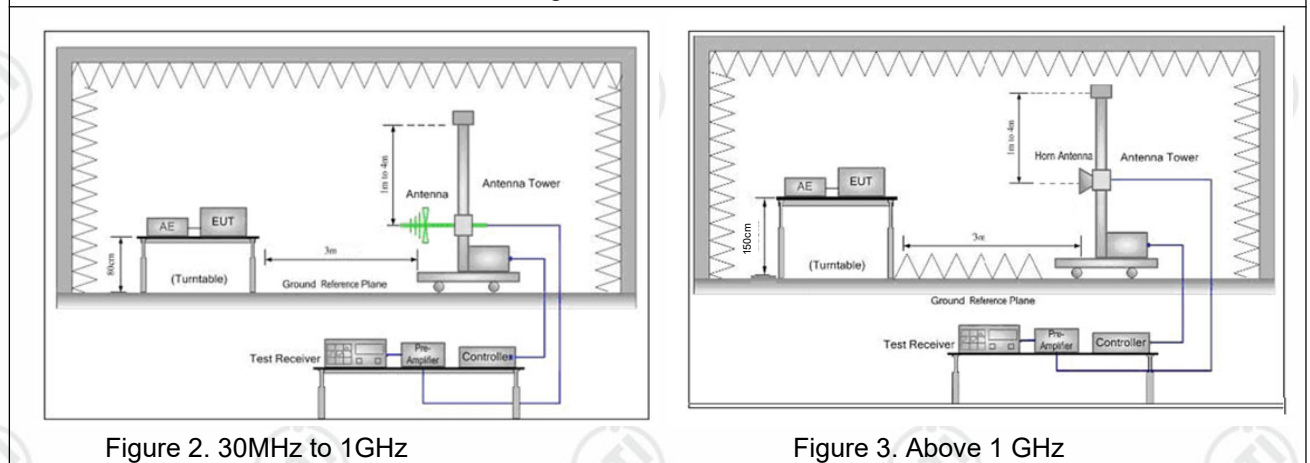 1m to 4m
Antenna
Antenna Tower
AE
EUT
80cm
3m
(Turntable)
Ground Reference Plane
Test Receiver
Pre-
Amplifier
Controller
Figure 2. 30MHz to 1GHz
1m to 4m
Horn Antenna
Antenna Tower
AE
EUT
150cm
3m
(Turntable)
Ground Reference Plane
Test Receiver
Pre-
Amplifier
Controller
Figure 3. Above 1 GHz